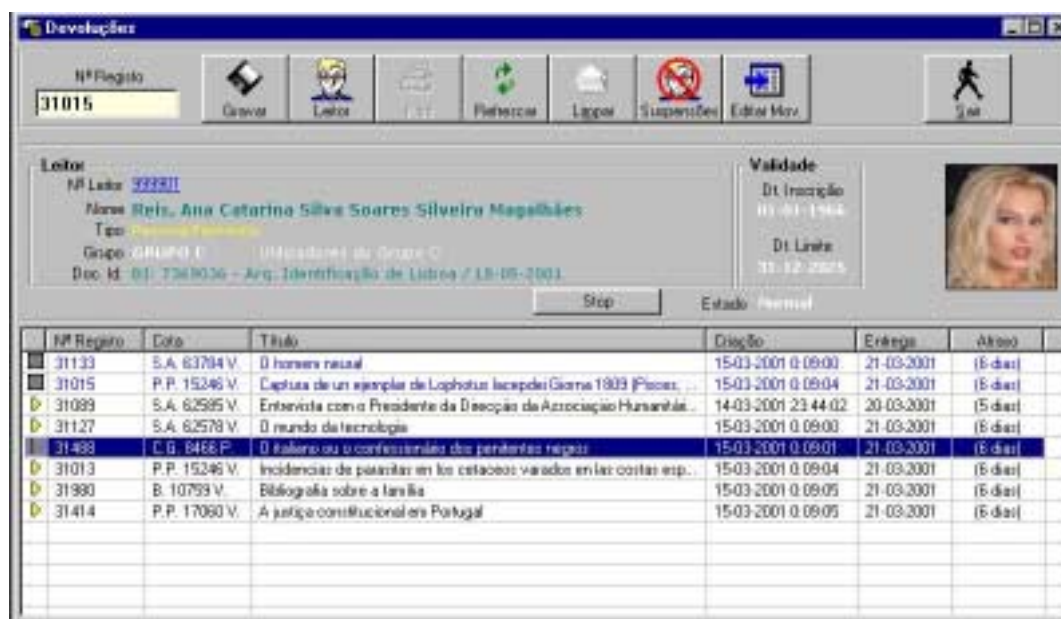 Devoluções
Nº Registo
31015
Gravar Leitor Refrescar Limpar Suspensões Editar Mov. Sair
Leitor
Nº Leitor 999901
Nome Reis, Ana Catarina Silva Soares Silveira Magalhães
Tipo
Grupo GRUPO C Utilizadores do Grupo C
Doc. Id. BI: 7369036 - Arq. Identificação de Lisboa / 18-05-2001
Validade
Dt. Inscrição
Dt. Limite
31-12-2025
Stop Estado Normal
Nº Registo Cota Título Criação Entrega Atraso
31133 S.A. 63784 V. O homem neural 15-03-2001 0:09:00 21-03-2001 (6 dias)
31015 P.P. 15246 V. Captura de un ejemplar de Lophotus lacepdei Giorna 1809 (Pisces, ... 15-03-2001 0:09:04 21-03-2001 (6 dias)
31089 S.A. 62585 V. Entrevista com o Presidente da Direcção da Associação Humanitár... 14-03-2001 23:44:02 20-03-2001 (5 dias)
31127 S.A. 62578 V. O mundo da tecnologia 15-03-2001 0:09:00 21-03-2001 (6 dias)
31488 C.G. 8466 P. O italiano ou o confessionário dos penitentes negros 15-03-2001 0:09:01 21-03-2001 (6 dias)
31013 P.P. 15246 V. Incidencias de parasitas en los cetaceos varados en las costas esp... 15-03-2001 0:09:04 21-03-2001 (6 dias)
31980 B. 10759 V. Bibliografia sobre a família 15-03-2001 0:09:05 21-03-2001 (6 dias)
31414 P.P. 17060 V. A justiça constitucional em Portugal 15-03-2001 0:09:05 21-03-2001 (6 dias)